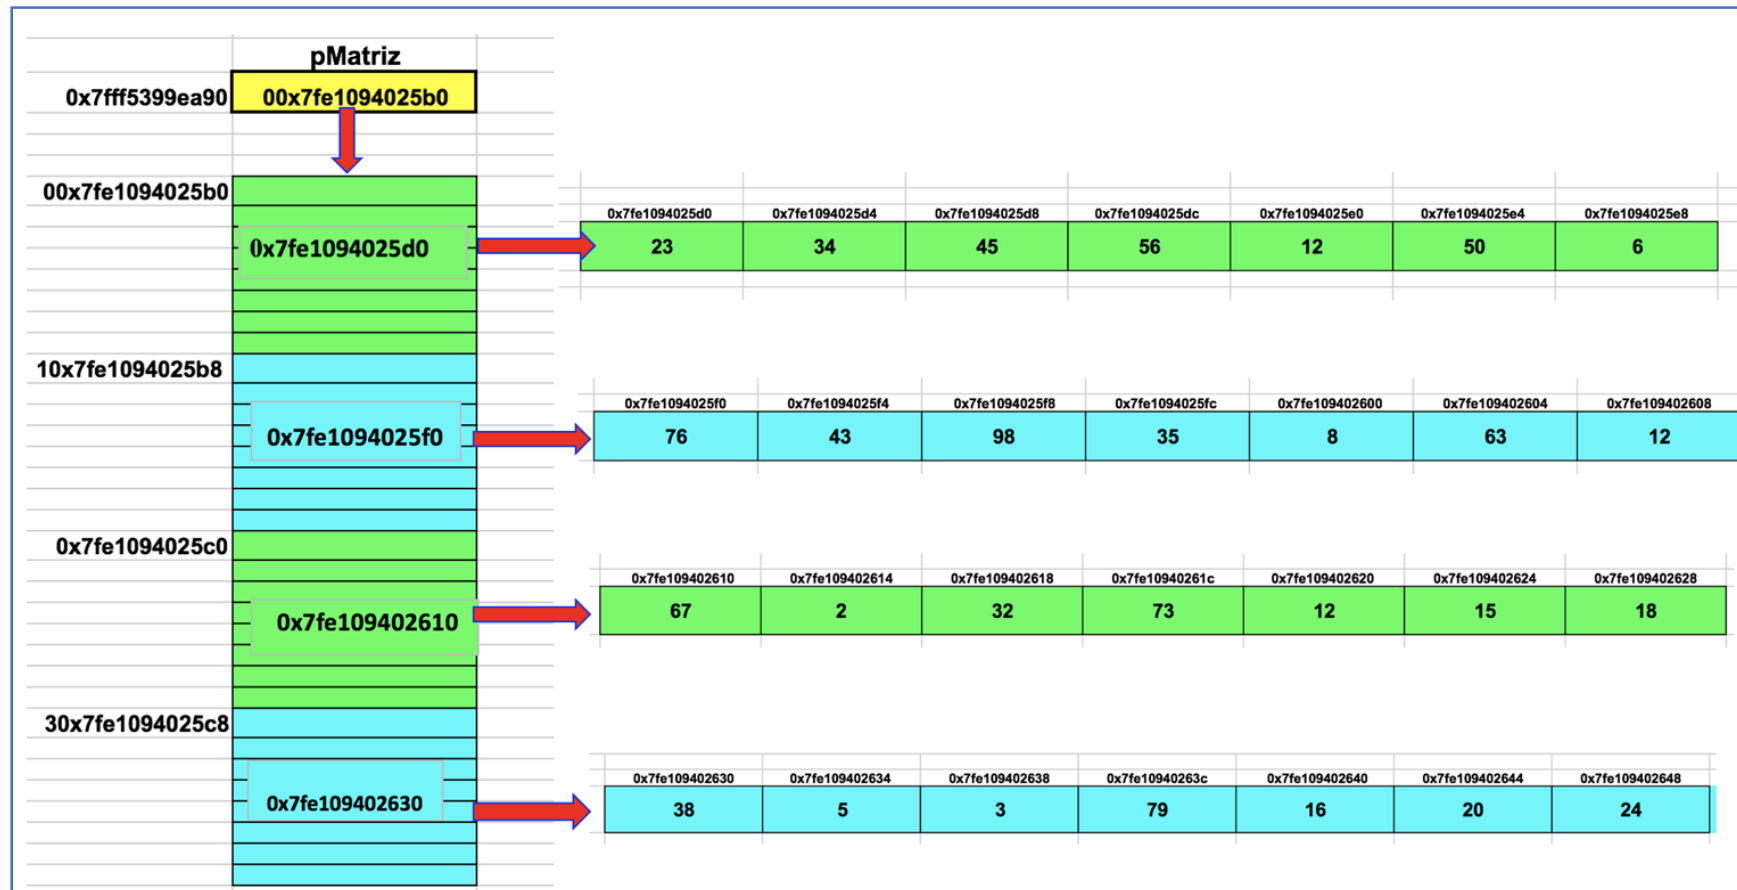 pMatriz
0x7fff5399ea90 00x7fe1094025b0
00x7fe1094025b0
0x7fe1094025d0 0x7fe1094025d4 0x7fe1094025d8 0x7fe1094025dc 0x7fe1094025e0 0x7fe1094025e4 0x7fe1094025e8
0x7fe1094025d0 23 34 45 56 12 50 6
10x7fe1094025b8
0x7fe1094025f0 0x7fe1094025f4 0x7fe1094025f8 0x7fe1094025fc 0x7fe109402600 0x7fe109402604 0x7fe109402608
0x7fe1094025f0 76 43 98 35 8 63 12
0x7fe1094025c0
0x7fe109402610 0x7fe109402614 0x7fe109402618 0x7fe10940261c 0x7fe109402620 0x7fe109402624 0x7fe109402628
0x7fe109402610 67 2 32 73 12 15 18
30x7fe1094025c8
0x7fe109402630 0x7fe109402634 0x7fe109402638 0x7fe10940263c 0x7fe109402640 0x7fe109402644 0x7fe109402648
0x7fe109402630 38 5 3 79 16 20 24